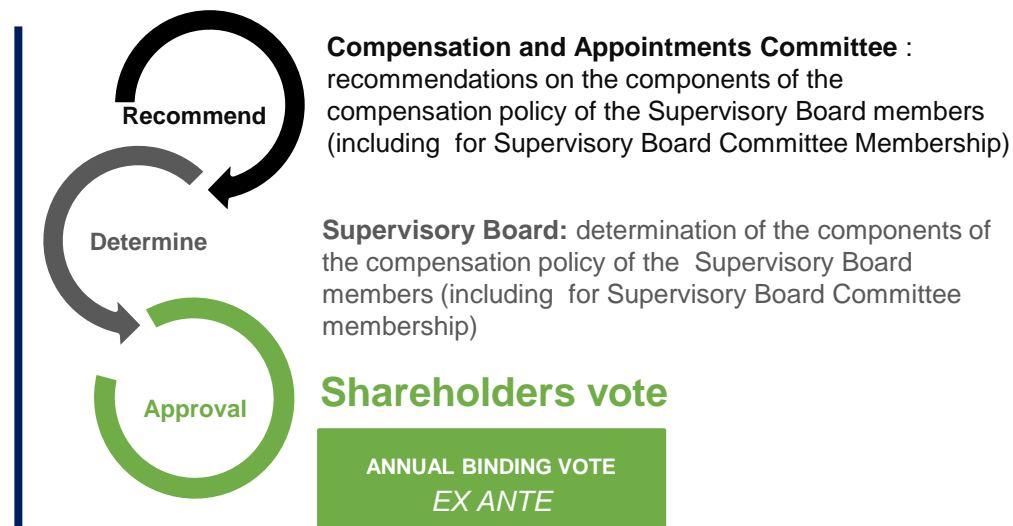 Recommend
Compensation and Appointments Committee :
recommendations on the components of the
compensation policy of the Supervisory Board members
(including for Supervisory Board Committee Membership)
Determine
Supervisory Board: determination of the components of
the compensation policy of the Supervisory Board
members (including for Supervisory Board Committee
membership)
Approval
Shareholders vote
ANNUAL BINDING VOTE
EX ANTE